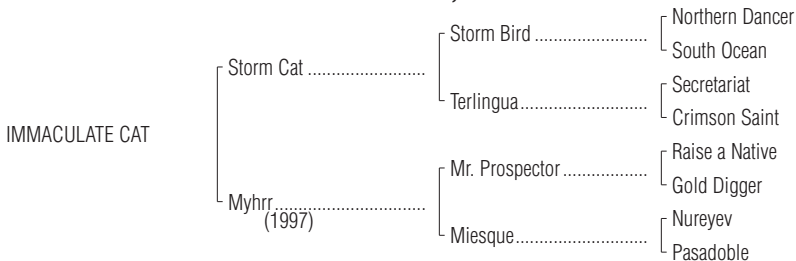 Northern Dancer
Storm Bird ........................
South Ocean
Storm Cat .........................
Secretariat
Terlingua...........................
Crimson Saint
IMMACULATE CAT
Raise a Native
Mr. Prospector ..................
Gold Digger
Myhrr................................
(1997)
Nureyev
Miesque............................
Pasadoble